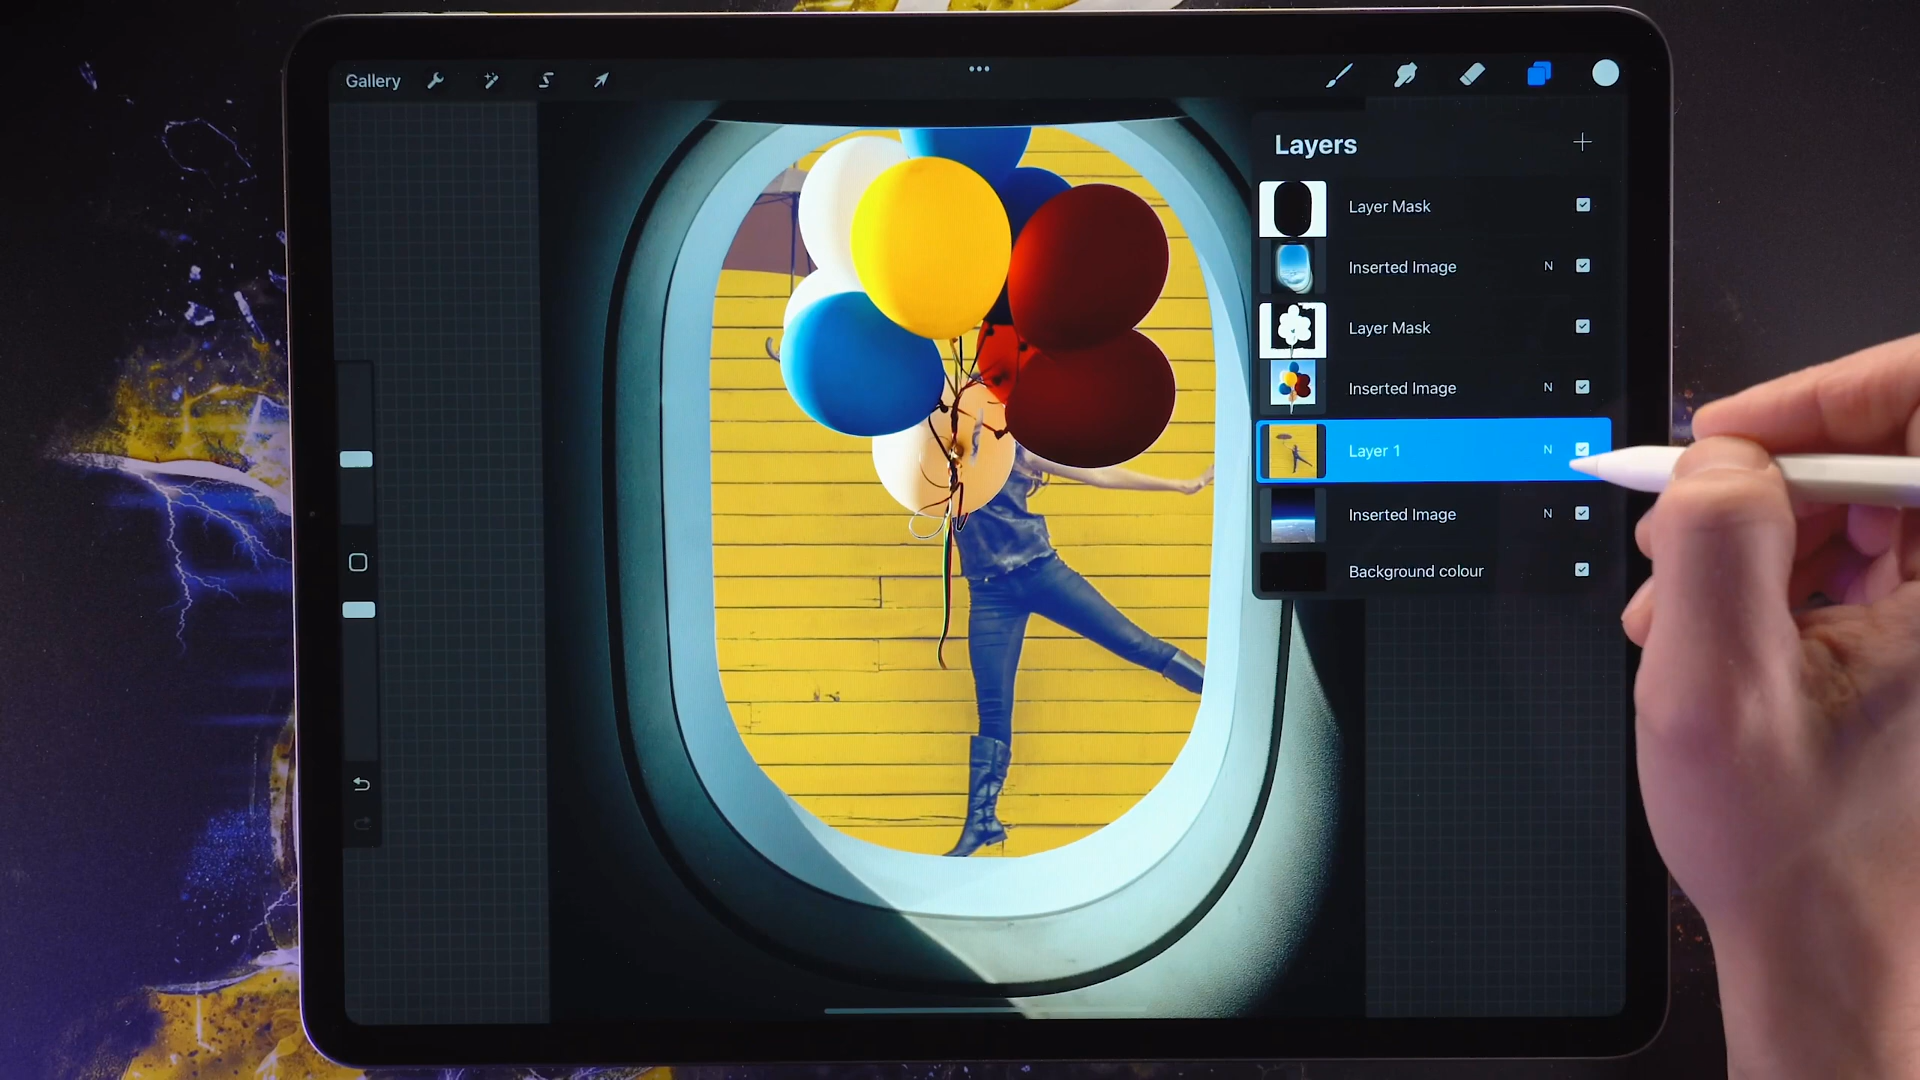 Gallery
Layers
Layer Mask
Inserted Image N
Layer Mask
Inserted Image N
Layer 1 N
Inserted Image N
Background colour